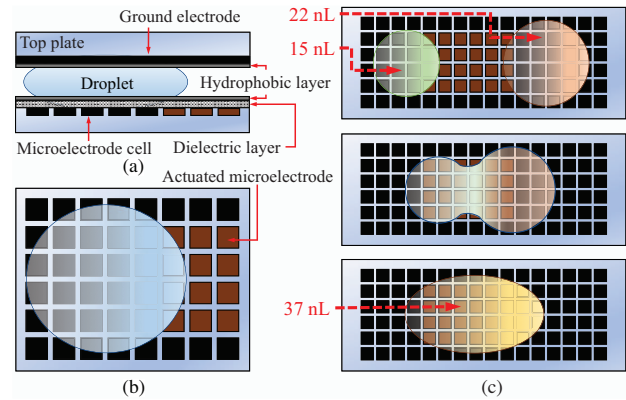 Ground electrode
Top plate
Droplet
Hydrophobic layer
Microelectrode cell
(a)
Dielectric layer
Actuated microelectrode
(b)
22 nL
15 nL
37 nL
(c)